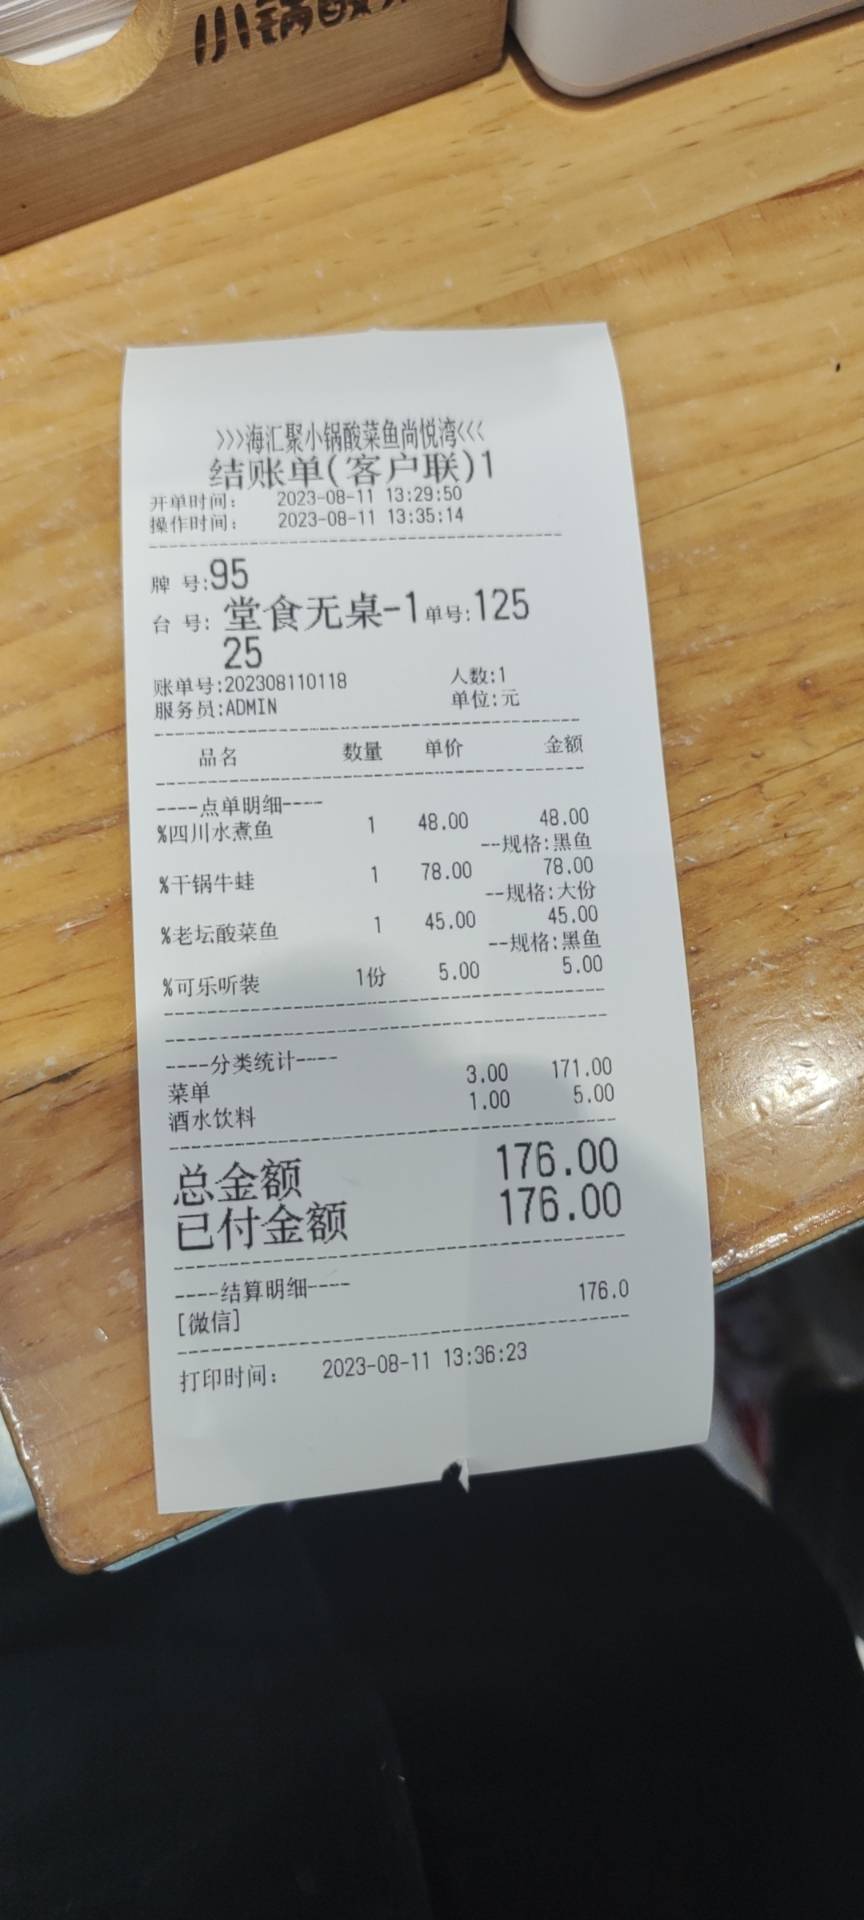 小锅酸
>>>海汇聚小锅酸菜鱼尚悦湾<<<
结账单(客户联)1
开单时间: 2023-08-11 13:29:50
操作时间: 2023-08-11 13:35:14
牌 号:95
台 号: 堂食无桌-1 单号:125
25
账单号:202308110118 人数:1
服务员:ADMIN 单位:元
品名 数量 单价 金额
----点单明细----
%四川水煮鱼 1 48.00 48.00
--规格:黑鱼
%干锅牛蛙 1 78.00 78.00
--规格:大份
%老坛酸菜鱼 1 45.00 45.00
--规格:黑鱼
%可乐听装 1份 5.00 5.00
----分类统计----
菜单 3.00 171.00
酒水饮料 1.00 5.00
总金额 176.00
已付金额 176.00
----结算明细----
[微信] 176.0
打印时间: 2023-08-11 13:36:23